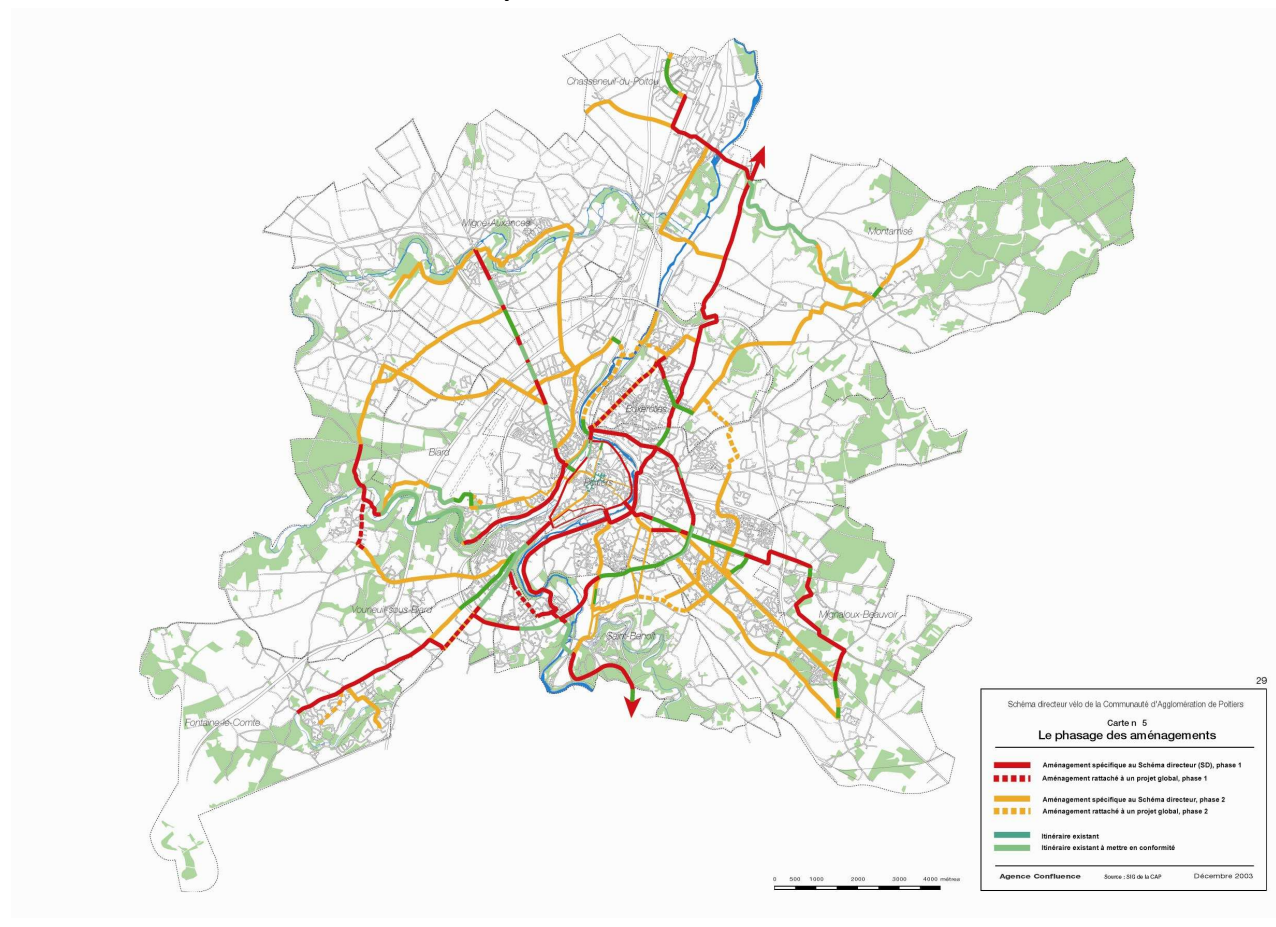 Chasseneuil-du-Poitou
Migné-Auxances
Montamisé
Buxerolles
Biard
Poitiers
Vouneuil-sous-Biard
Mignaloux-Beauvoir
Saint-Benoît
Fontaine-le-Comte
29
Schéma directeur vélo de la Communauté d'Agglomération de Poitiers
Carte n 5
Le phasage des aménagements
Aménagement spécifique au Schéma directeur (SD), phase 1
Aménagement rattaché à un projet global, phase 1
Aménagement spécifique au Schéma directeur, phase 2
Aménagement rattaché à un projet global, phase 2
Itinéraire existant
Itinéraire existant à mettre en conformité
0 500 1000 2000 3000 4000 mètres
Agence Confluence Source : SIG de la CAP Décembre 2003